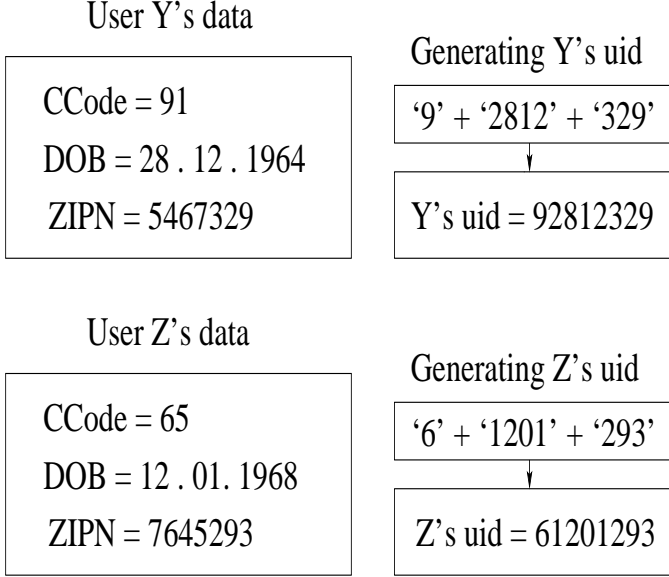 User Y's data
CCode = 91
DOB = 28 . 12 . 1964
ZIPN = 5467329
Generating Y's uid
‘9’ + ‘2812’ + ‘329’
Y’s uid = 92812329
User Z’s data
CCode = 65
DOB = 12 . 01. 1968
ZIPN = 7645293
Generating Z’s uid
‘6’ + ‘1201’ + ‘293’
Z’s uid = 61201293